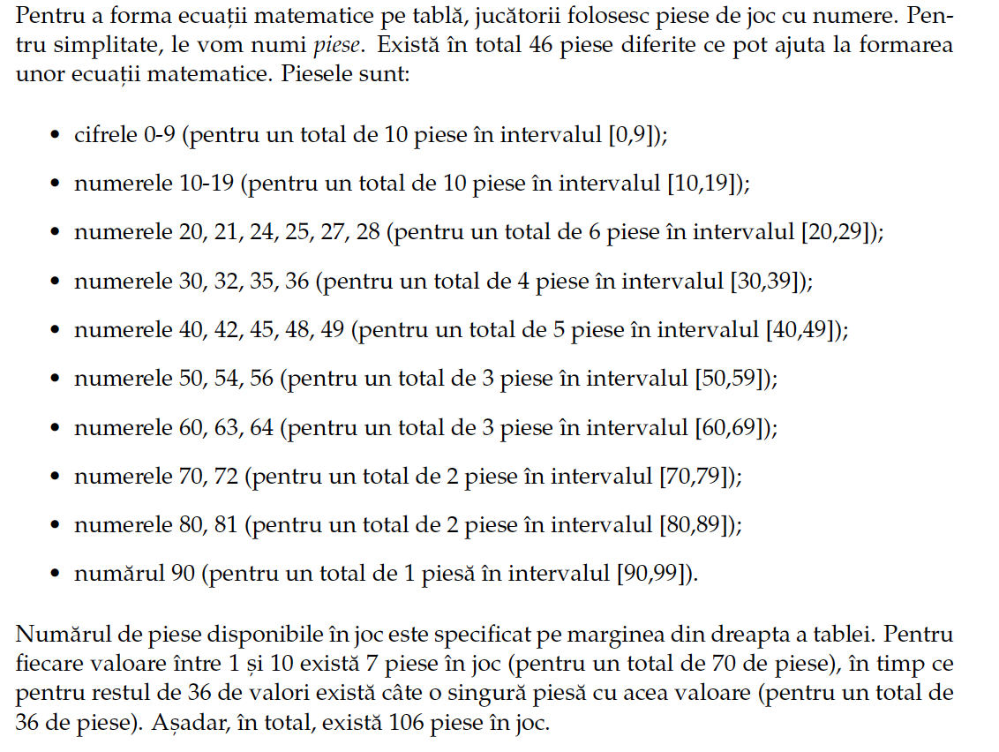 Pentru a forma ecuații matematice pe tablă, jucătorii folosesc piese de joc cu numere. Pen-
tru simplitate, le vom numi piese. Există în total 46 piese diferite ce pot ajuta la formarea
unor ecuații matematice. Piesele sunt:
• cifrele 0-9 (pentru un total de 10 piese în intervalul [0,9]);
• numerele 10-19 (pentru un total de 10 piese în intervalul [10,19]);
• numerele 20, 21, 24, 25, 27, 28 (pentru un total de 6 piese în intervalul [20,29]);
• numerele 30, 32, 35, 36 (pentru un total de 4 piese în intervalul [30,39]);
• numerele 40, 42, 45, 48, 49 (pentru un total de 5 piese în intervalul [40,49]);
• numerele 50, 54, 56 (pentru un total de 3 piese în intervalul [50,59]);
• numerele 60, 63, 64 (pentru un total de 3 piese în intervalul [60,69]);
• numerele 70, 72 (pentru un total de 2 piese în intervalul [70,79]);
• numerele 80, 81 (pentru un total de 2 piese în intervalul [80,89]);
• numărul 90 (pentru un total de 1 piesă în intervalul [90,99]).
Numărul de piese disponibile în joc este specificat pe marginea din dreapta a tablei. Pentru
fiecare valoare între 1 și 10 există 7 piese în joc (pentru un total de 70 de piese), în timp ce
pentru restul de 36 de valori există câte o singură piesă cu acea valoare (pentru un total de
36 de piese). Așadar, în total, există 106 piese în joc.